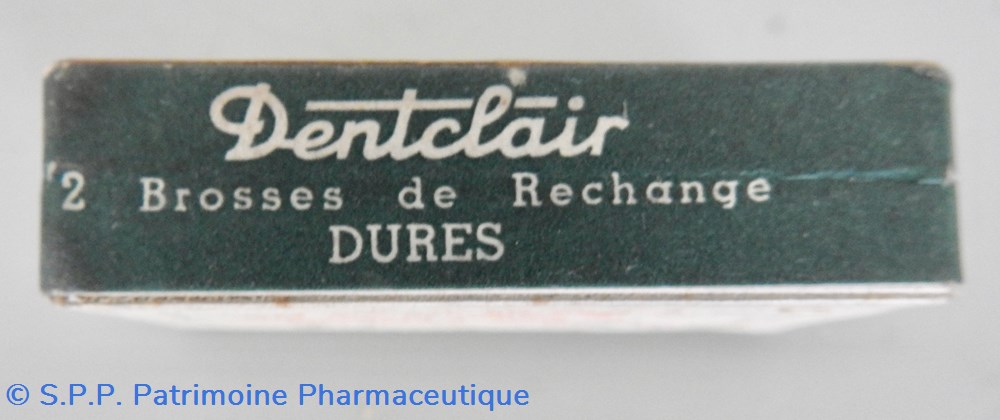 Dentclair
2 Brosses de Rechange
DURES
© S.P.P. Patrimoine Pharmaceutique